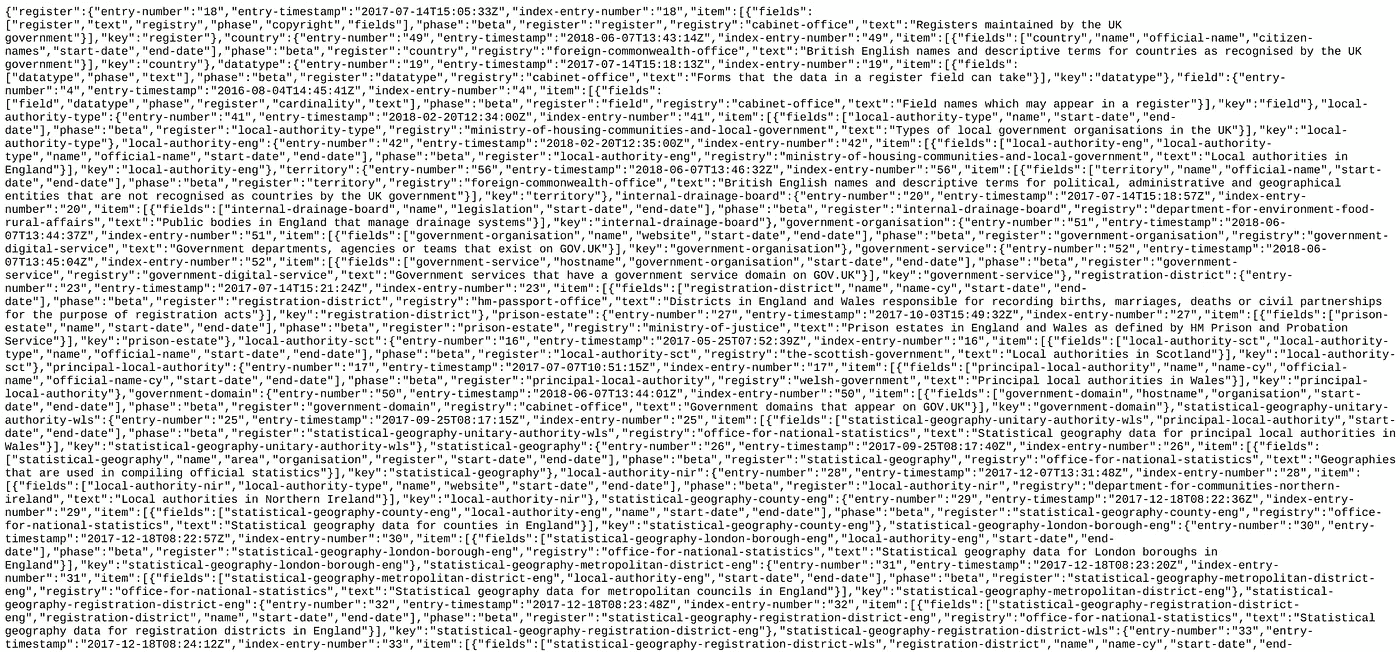 {"register":{"entry-number":"18","entry-timestamp":"2017-07-14T15:05:33Z","index-entry-number":"18","item":[{"fields":
["register","text","registry","phase","copyright","fields"],"phase":"beta","register":"register","registry":"cabinet-office","text":"Registers maintained by the UK
government"}],"key":"register"},"country":{"entry-number":"49","entry-timestamp":"2018-06-07T13:43:14Z","index-entry-number":"49","item":[{"fields":["country","name","official-name","citizen-
names","start-date","end-date"],"phase":"beta","register":"country","registry":"foreign-commonwealth-office","text":"British English names and descriptive terms for countries as recognised by the UK
government"}],"key":"country"},"datatype":{"entry-number":"19","entry-timestamp":"2017-07-14T15:18:13Z","index-entry-number":"19","item":[{"fields":
["datatype","phase","text"],"phase":"beta","register":"datatype","registry":"cabinet-office","text":"Forms that the data in a register field can take"}],"key":"datatype"},"field":{"entry-
number":"4","entry-timestamp":"2016-08-04T14:45:41Z","index-entry-number":"4","item":[{"fields":
["field","datatype","phase","register","cardinality","text"],"phase":"beta","register":"field","registry":"cabinet-office","text":"Field names which may appear in a register"}],"key":"field"},"local-
authority-type":{"entry-number":"41","entry-timestamp":"2018-02-20T12:34:00Z","index-entry-number":"41","item":[{"fields":["local-authority-type","name","start-date","end-
date"],"phase":"beta","register":"local-authority-type","registry":"ministry-of-housing-communities-and-local-government","text":"Types of local government organisations in the UK"}],"key":"local-
authority-type"},"local-authority-eng":{"entry-number":"42","entry-timestamp":"2018-02-20T12:35:00Z","index-entry-number":"42","item":[{"fields":["local-authority-eng","local-authority-
type","name","official-name","start-date","end-date"],"phase":"beta","register":"local-authority-eng","registry":"ministry-of-housing-communities-and-local-government","text":"Local authorities in
England"}],"key":"local-authority-eng"},"territory":{"entry-number":"56","entry-timestamp":"2018-06-07T13:46:32Z","index-entry-number":"56","item":[{"fields":["territory","name","official-name","start-
date","end-date"],"phase":"beta","register":"territory","registry":"foreign-commonwealth-office","text":"British English names and descriptive terms for political, administrative and geographical
entities that are not recognised as countries by the UK government"}],"key":"territory"},"internal-drainage-board":{"entry-number":"20","entry-timestamp":"2017-07-14T15:18:57Z","index-entry-
number":"20","item":[{"fields":["internal-drainage-board","name","legislation","start-date","end-date"],"phase":"beta","register":"internal-drainage-board","registry":"department-for-environment-food-
rural-affairs","text":"Public bodies in England that manage drainage systems"}],"key":"internal-drainage-board"},"government-organisation":{"entry-number":"51","entry-timestamp":"2018-06-
07T13:44:37Z","index-entry-number":"51","item":[{"fields":["government-organisation","name","website","start-date","end-date"],"phase":"beta","register":"government-organisation","registry":"government-
digital-service","text":"Government departments, agencies or teams that exist on GOV.UK"}],"key":"government-organisation"},"government-service":{"entry-number":"52","entry-timestamp":"2018-06-
07T13:45:04Z","index-entry-number":"52","item":[{"fields":["government-service","hostname","government-organisation","start-date","end-date"],"phase":"beta","register":"government-
service","registry":"government-digital-service","text":"Government services that have a government service domain on GOV.UK"}],"key":"government-service"},"registration-district":{"entry-
number":"23","entry-timestamp":"2017-07-14T15:21:24Z","index-entry-number":"23","item":[{"fields":["registration-district","name","name-cy","start-date","end-
date"],"phase":"beta","register":"registration-district","registry":"hm-passport-office","text":"Districts in England and Wales responsible for recording births, marriages, deaths or civil partnerships
for the purpose of registration acts"}],"key":"registration-district"},"prison-estate":{"entry-number":"27","entry-timestamp":"2017-10-03T15:49:32Z","index-entry-number":"27","item":[{"fields":["prison-
estate","name","start-date","end-date"],"phase":"beta","register":"prison-estate","registry":"ministry-of-justice","text":"Prison estates in England and Wales as defined by HM Prison and Probation
Service"}],"key":"prison-estate"},"local-authority-sct":{"entry-number":"16","entry-timestamp":"2017-05-25T07:52:39Z","index-entry-number":"16","item":[{"fields":["local-authority-sct","local-authority-
type","name","official-name","start-date","end-date"],"phase":"beta","register":"local-authority-sct","registry":"the-scottish-government","text":"Local authorities in Scotland"}],"key":"local-authority-
sct"},"principal-local-authority":{"entry-number":"17","entry-timestamp":"2017-07-07T10:51:15Z","index-entry-number":"17","item":[{"fields":["principal-local-authority","name","name-cy","official-
name","official-name-cy","start-date","end-date"],"phase":"beta","register":"principal-local-authority","registry":"welsh-government","text":"Principal local authorities in Wales"}],"key":"principal-
local-authority"},"government-domain":{"entry-number":"50","entry-timestamp":"2018-06-07T13:44:01Z","index-entry-number":"50","item":[{"fields":["government-domain","hostname","organisation","start-
date","end-date"],"phase":"beta","register":"government-domain","registry":"cabinet-office","text":"Government domains that appear on GOV.UK"}],"key":"government-domain"},"statistical-geography-unitary-
authority-wls":{"entry-number":"25","entry-timestamp":"2017-09-25T08:17:15Z","index-entry-number":"25","item":[{"fields":["statistical-geography-unitary-authority-wls","principal-local-authority","start-
date","end-date"],"phase":"beta","register":"statistical-geography-unitary-authority-wls","registry":"office-for-national-statistics","text":"Statistical geography data for principal local authorities in
Wales"}],"key":"statistical-geography-unitary-authority-wls"},"statistical-geography":{"entry-number":"26","entry-timestamp":"2017-09-25T08:17:40Z","index-entry-number":"26","item":[{"fields":
["statistical-geography","name","area","organisation","register","start-date","end-date"],"phase":"beta","register":"statistical-geography","registry":"office-for-national-statistics","text":"Geographies
that are used in compiling official statistics"}],"key":"statistical-geography"},"local-authority-nir":{"entry-number":"28","entry-timestamp":"2017-12-07T13:31:48Z","index-entry-number":"28","item":
[{"fields":["local-authority-nir","local-authority-type","name","website","start-date","end-date"],"phase":"beta","register":"local-authority-nir","registry":"department-for-communities-northern-
ireland","text":"Local authorities in Northern Ireland"}],"key":"local-authority-nir"},"statistical-geography-county-eng":{"entry-number":"29","entry-timestamp":"2017-12-18T08:22:36Z","index-entry-
number":"29","item":[{"fields":["statistical-geography-county-eng","local-authority-eng","name","start-date","end-date"],"phase":"beta","register":"statistical-geography-county-eng","registry":"office-
for-national-statistics","text":"Statistical geography data for counties in England"}],"key":"statistical-geography-county-eng"},"statistical-geography-london-borough-eng":{"entry-number":"30","entry-
timestamp":"2017-12-18T08:22:57Z","index-entry-number":"30","item":[{"fields":["statistical-geography-london-borough-eng","local-authority-eng","start-date","end-
date"],"phase":"beta","register":"statistical-geography-london-borough-eng","registry":"office-for-national-statistics","text":"Statistical geography data for London boroughs in
England"}],"key":"statistical-geography-london-borough-eng"},"statistical-geography-metropolitan-district-eng":{"entry-number":"31","entry-timestamp":"2017-12-18T08:23:20Z","index-entry-
number":"31","item":[{"fields":["statistical-geography-metropolitan-district-eng","local-authority-eng","start-date","end-date"],"phase":"beta","register":"statistical-geography-metropolitan-district-
eng","registry":"office-for-national-statistics","text":"Statistical geography data for metropolitan councils in England"}],"key":"statistical-geography-metropolitan-district-eng"},"statistical-
geography-registration-district-eng":{"entry-number":"32","entry-timestamp":"2017-12-18T08:23:48Z","index-entry-number":"32","item":[{"fields":["statistical-geography-registration-district-
eng","registration-district","name","start-date","end-date"],"phase":"beta","register":"statistical-geography-registration-district-eng","registry":"office-for-national-statistics","text":"Statistical
geography data for registration districts in England"}],"key":"statistical-geography-registration-district-eng"},"statistical-geography-registration-district-wls":{"entry-number":"33","entry-
timestamp":"2017-12-18T08:24:12Z","index-entry-number":"33","item":[{"fields":["statistical-geography-registration-district-wls","registration-district","name","name-cy","start-date","end-